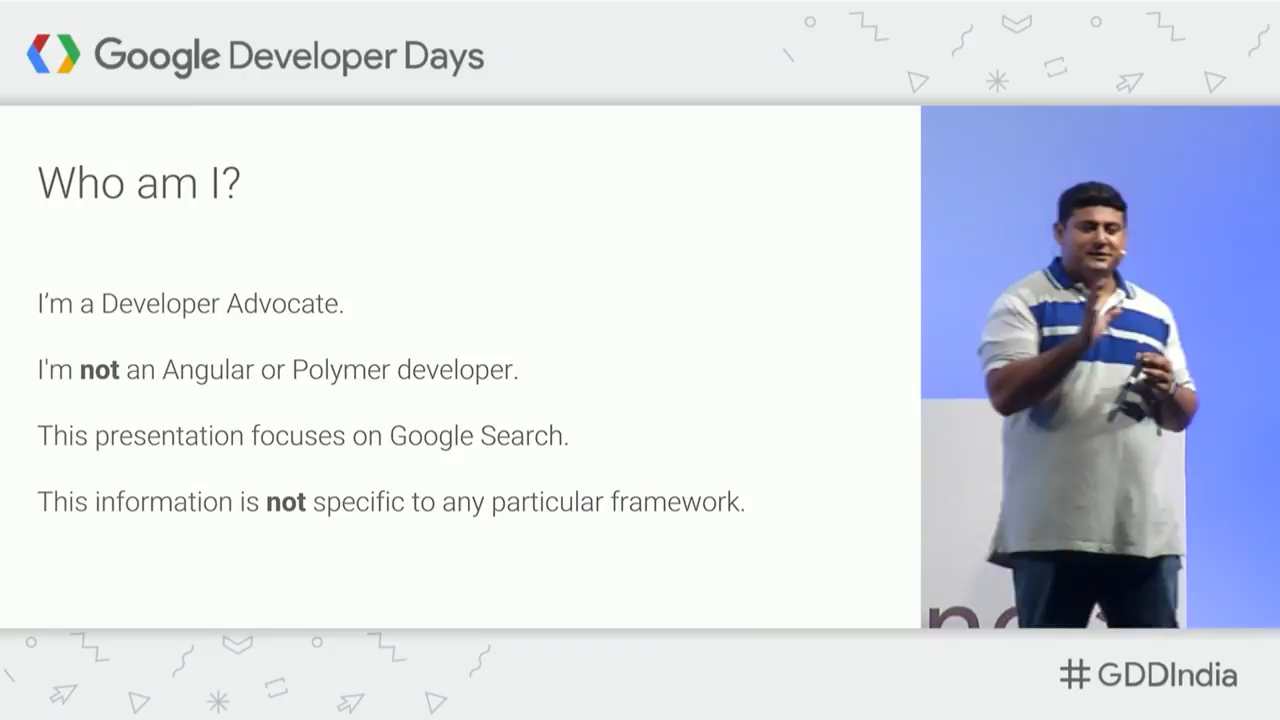 Google Developer Days
Who am I?
I'm a Developer Advocate.
I'm not an Angular or Polymer developer.
This presentation focuses on Google Search.
This information is not specific to any particular framework.
#GDDIndia